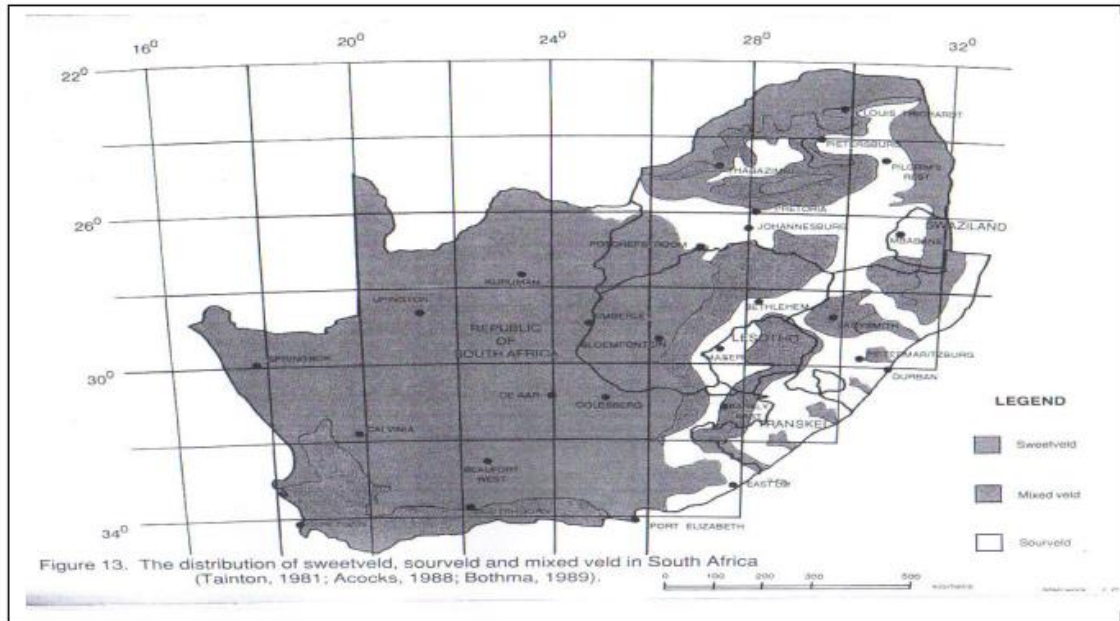 16⁰ 20⁰ 24⁰ 28⁰ 32⁰
22⁰
LOUIS TRICHARDT
PIETERSBURG
THABAZIMBI
PILGRIM'S REST
PRETORIA
26⁰
JOHANNESBURG
SWAZILAND
MBABANE
KURUMAN
UPINGTON
BETHLEHEM
REPUBLIC
OF
SOUTH AFRICA
BLOEMFONTEIN
LESOTHO
MASERU
LADYSMITH
SPRINGBOK
PIETERMARITZBURG
30⁰
DURBAN
DE AAR
COLESBERG
BARKLY
EAST
TRANSKEI
CALVINIA
BEAUFORT
WEST
EAST
34⁰
PORT ELIZABETH
LEGEND
Sweetveld
Mixed veld
Sourveld
Figure 13. The distribution of sweetveld, sourveld and mixed veld in South Africa
(Tainton, 1981; Acocks, 1988; Bothma, 1989).
0 100 200 300 500